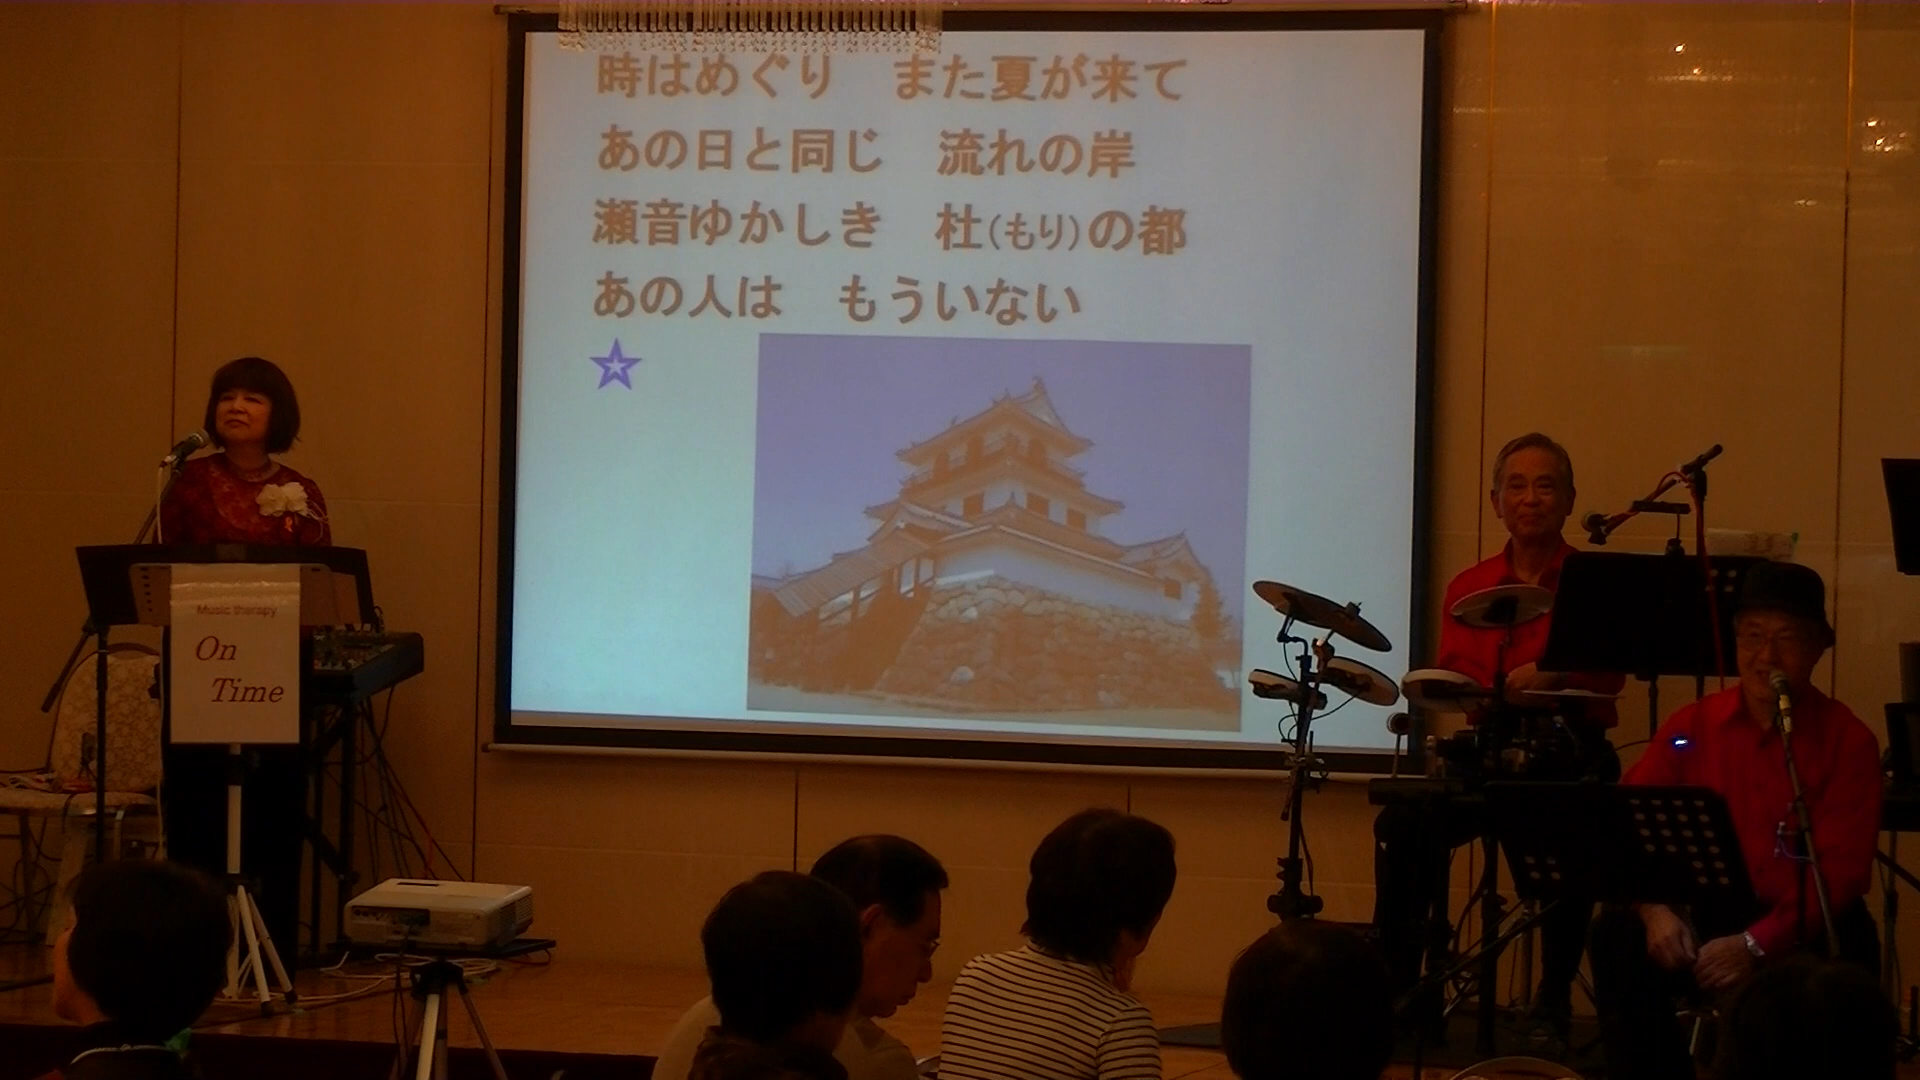 時はめぐり　また夏が来て
あの日と同じ　流れの岸
瀬音ゆかしき　杜(もり)の都
あの人は　もういない
☆
Music therapy
On
Time